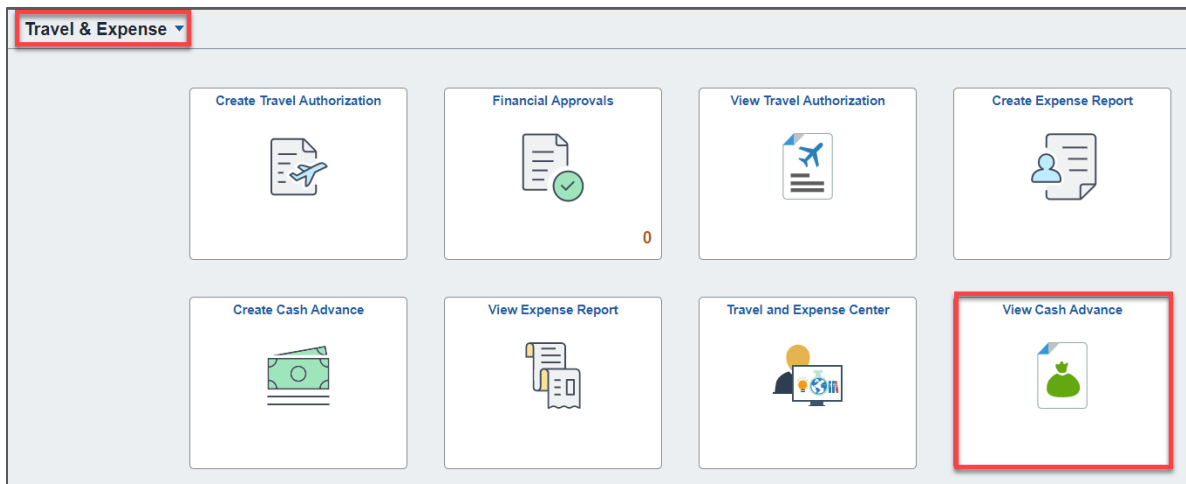 Travel & Expense
Create Travel Authorization
Financial Approvals
View Travel Authorization
Create Expense Report
0
Create Cash Advance
View Expense Report
Travel and Expense Center
View Cash Advance